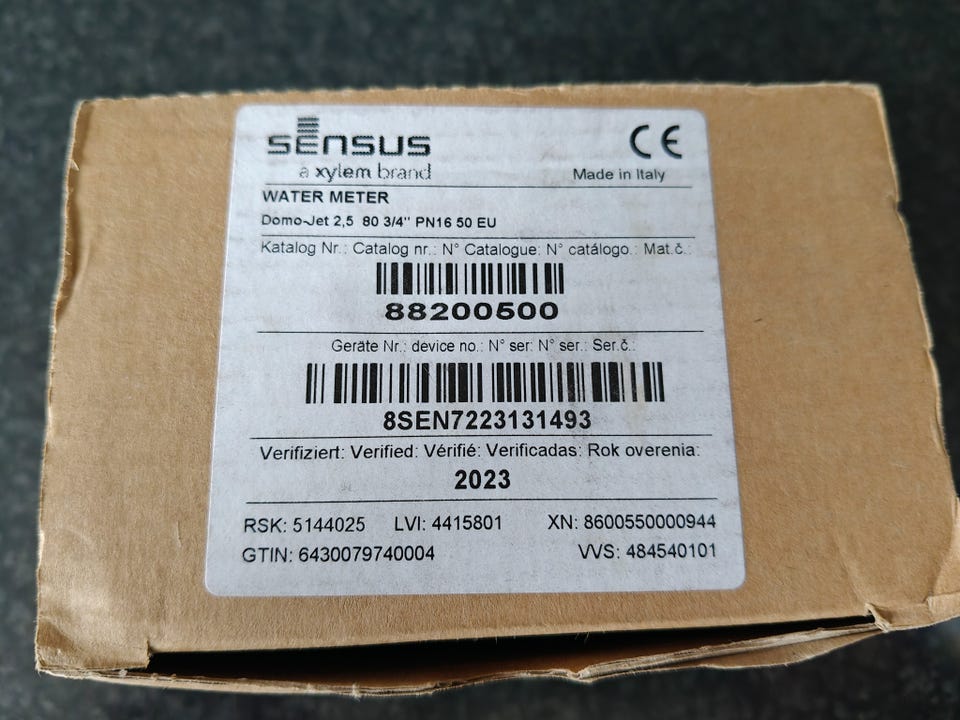 sensus
a xylem brand
CE
Made in Italy
WATER METER
Domo-Jet 2,5 80 3/4" PN16 50 EU
Katalog Nr.: Catalog nr.: N° Catalogue: N° catálogo.: Mat.č.:
88200500
Geräte Nr.: device no.: N° ser: N° ser.: Ser.č.:
8SEN7223131493
Verifiziert: Verified: Vérifié: Verificadas: Rok overenia:
2023
RSK: 5144025 LVI: 4415801 XN: 8600550000944
GTIN: 6430079740004 VVS: 484540101